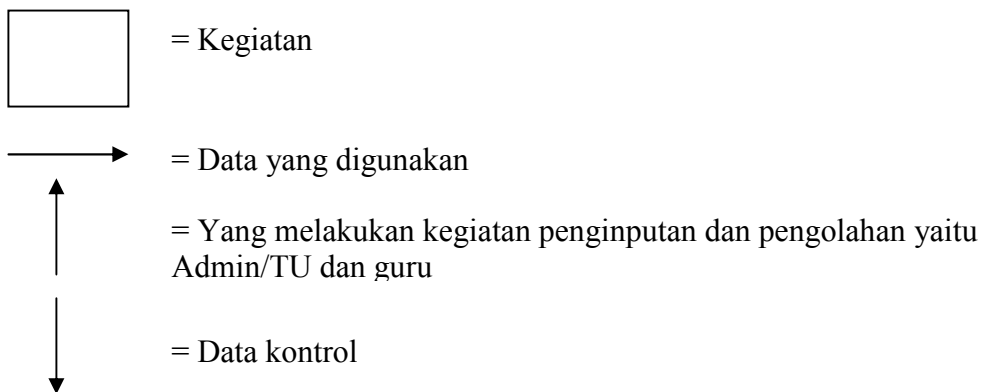 = Kegiatan
= Data yang digunakan
= Yang melakukan kegiatan penginputan dan pengolahan yaitu
Admin/TU dan guru
= Data kontrol